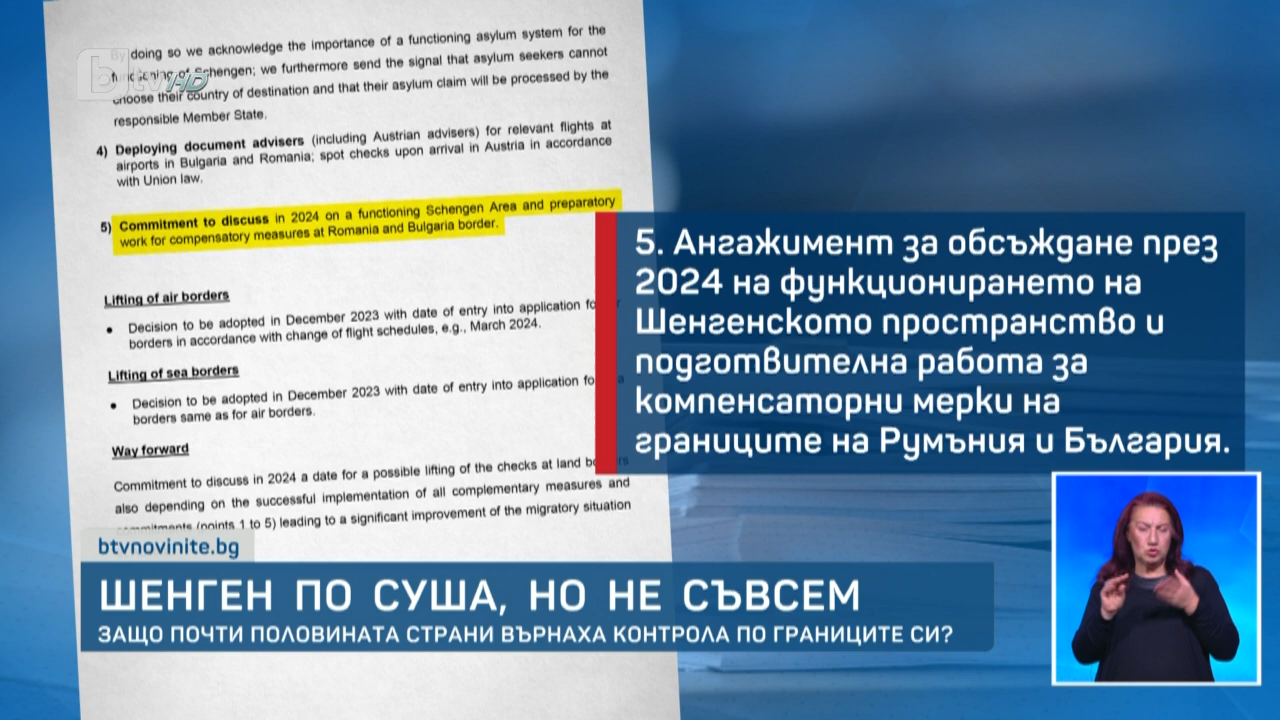 By doing so we acknowledge the importance of a functioning asylum system for the
functioning of Schengen; we furthermore send the signal that asylum seekers cannot
choose their country of destination and that their asylum claim will be processed by the
responsible Member State.
4) Deploying document advisers (including Austrian advisers) for relevant flights at
airports in Bulgaria and Romania; spot checks upon arrival in Austria in accordance
with Union law.
5) Commitment to discuss in 2024 on a functioning Schengen Area and preparatory
work for compensatory measures at Romania and Bulgaria border.
Lifting of air borders
• Decision to be adopted in December 2023 with date of entry into application
borders in accordance with change of flight schedules, e.g., March 2024.
Lifting of sea borders
• Decision to be adopted in December 2023 with date of entry into application
borders same as for air borders.
Way forward
Commitment to discuss in 2024 a date for a possible lifting of the checks at land
also depending on the successful implementation of all complementary measures and
commitments (points 1 to 5) leading to a significant improvement of the migratory situation
btv HD
5. Ангажимент за обсъждане през
2024 на функционирането на
Шенгенското пространство и
подготвителна работа за
компенсаторни мерки на
границите на Румъния и България.
btvnovinite.bg
ШЕНГЕН ПО СУША, НО НЕ СЪВСЕМ
ЗАЩО ПОЧТИ ПОЛОВИНАТА СТРАНИ ВЪРНАХА КОНТРОЛА ПО ГРАНИЦИТЕ СИ?